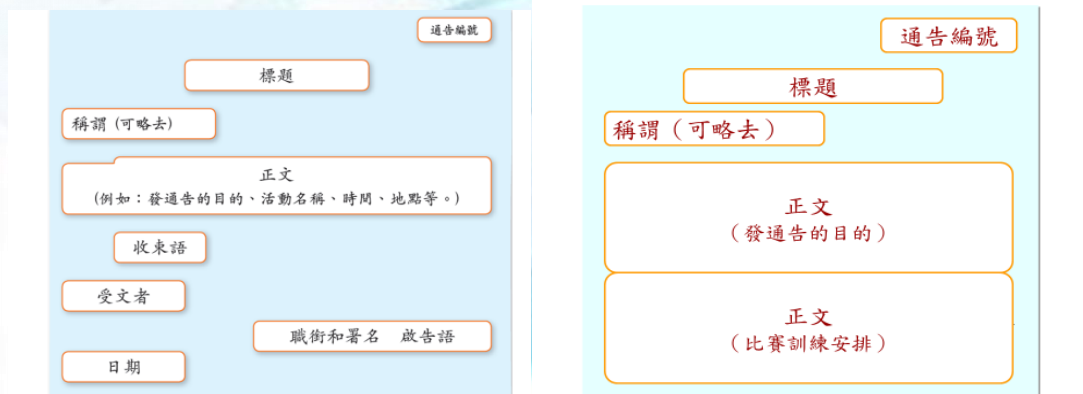 通告編號
標題
稱謂 (可略去)
正文
(例如：發通告的目的、活動名稱、時間、地點等。)
收束語
受文者
職銜和署名 啟告語
日期
通告編號
標題
稱謂（可略去）
正文
（發通告的目的）
正文
（比賽訓練安排）